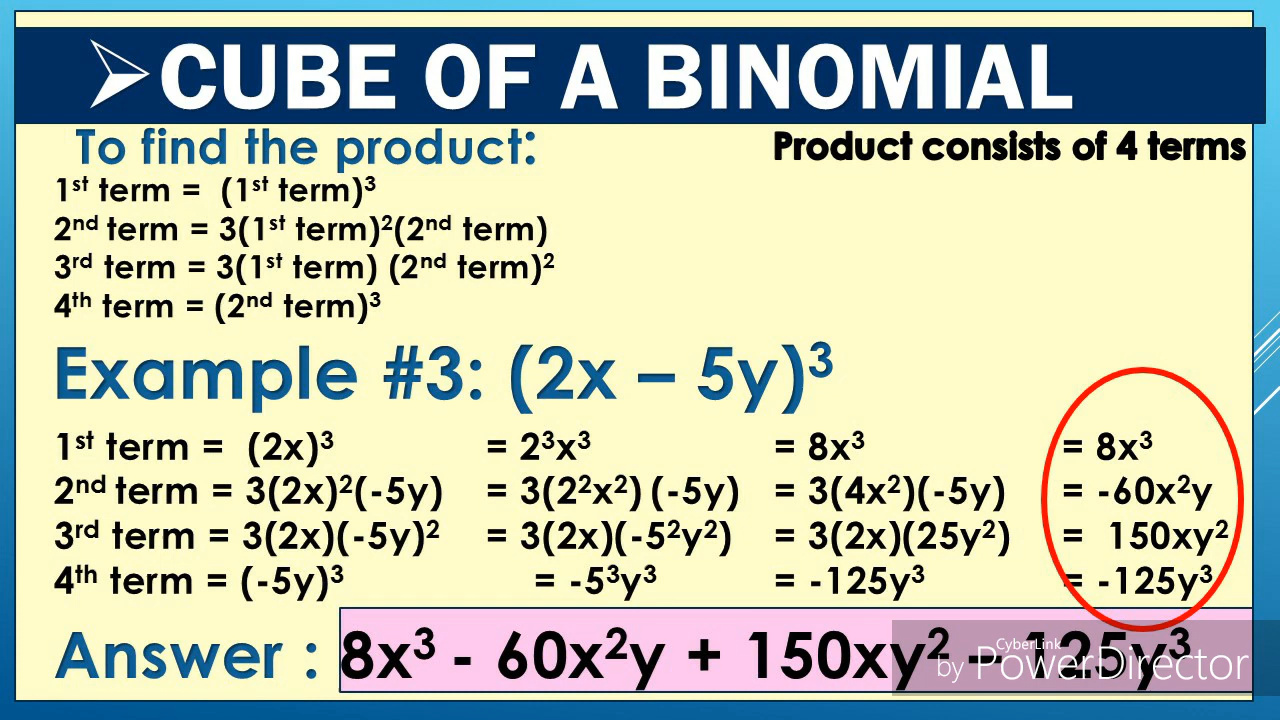 ➢CUBE OF A BINOMIAL
To find the product:
Product consists of 4 terms
1ˢᵗ term = (1ˢᵗ term)³
2ⁿᵈ term = 3(1ˢᵗ term)²(2ⁿᵈ term)
3ʳᵈ term = 3(1ˢᵗ term) (2ⁿᵈ term)²
4ᵗʰ term = (2ⁿᵈ term)³
Example #3: (2x – 5y)³
1ˢᵗ term = (2x)³ = 2³x³ = 8x³ = 8x³
2ⁿᵈ term = 3(2x)²(-5y) = 3(2²x²) (-5y) = 3(4x²)(-5y) = -60x²y
3ʳᵈ term = 3(2x)(-5y)² = 3(2x)(-5²y²) = 3(2x)(25y²) = 150xy²
4ᵗʰ term = (-5y)³ = -5³y³ = -125y³ = -125y³
Answer : 8x³ - 60x²y + 150xy² - 125y³
CyberLink
by PowerDirector